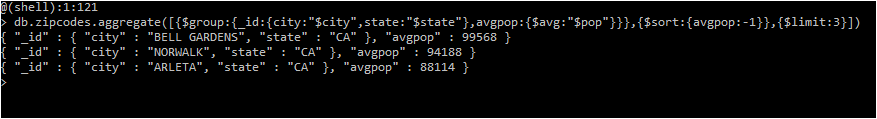 @(shell):1:121
> db.zipcodes.aggregate([{$group:{_id:{city:"$city",state:"$state"},avgpop:{$avg:"$pop"}}},{$sort:{avgpop:-1}},{$limit:3}])
{ "_id" : { "city" : "BELL GARDENS", "state" : "CA" }, "avgpop" : 99568 }
{ "_id" : { "city" : "NORWALK", "state" : "CA" }, "avgpop" : 94188 }
{ "_id" : { "city" : "ARLETA", "state" : "CA" }, "avgpop" : 88114 }
>